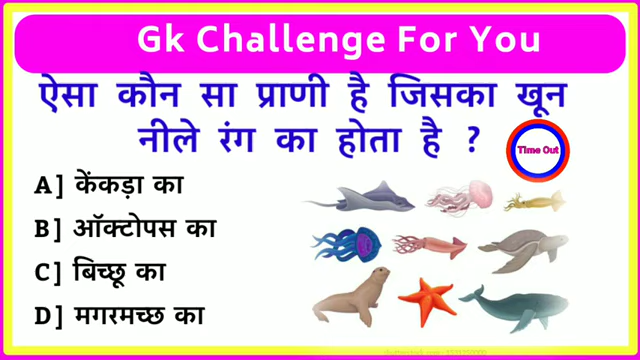 Gk Challenge For You
ऐसा कौन सा प्राणी है जिसका खून
नीले रंग का होता है ?
Time Out
A] केंकड़ा का
B] ऑक्टोपस का
C] बिच्छू का
D] मगरमच्छ का